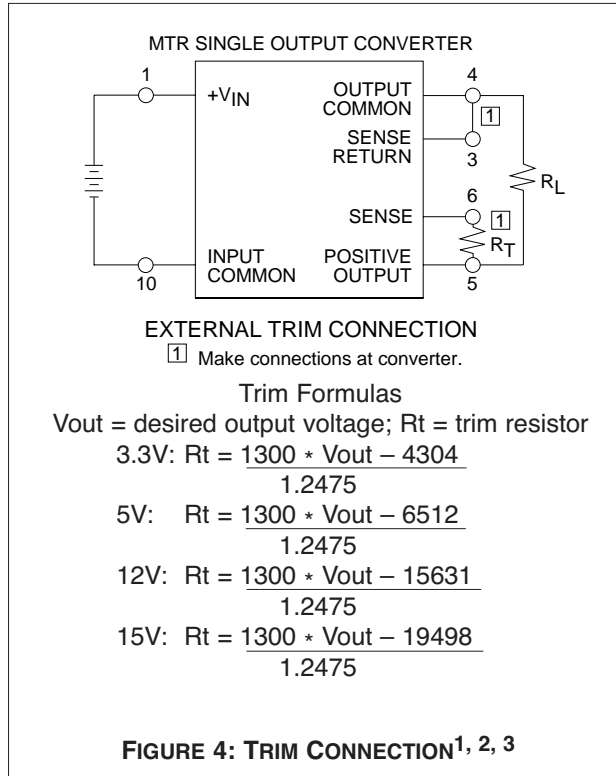 MTR SINGLE OUTPUT CONVERTER
1
+VIN
OUTPUT
COMMON
4
1
SENSE
RETURN
3
RL
SENSE
6
1
RT
INPUT
COMMON
POSITIVE
OUTPUT
10
5
EXTERNAL TRIM CONNECTION
1 Make connections at converter.
Trim Formulas
Vout = desired output voltage; Rt = trim resistor
3.3V: Rt = 1300 * Vout – 4304
1.2475
5V: Rt = 1300 * Vout – 6512
1.2475
12V: Rt = 1300 * Vout – 15631
1.2475
15V: Rt = 1300 * Vout – 19498
1.2475
FIGURE 4: TRIM CONNECTION1, 2, 3